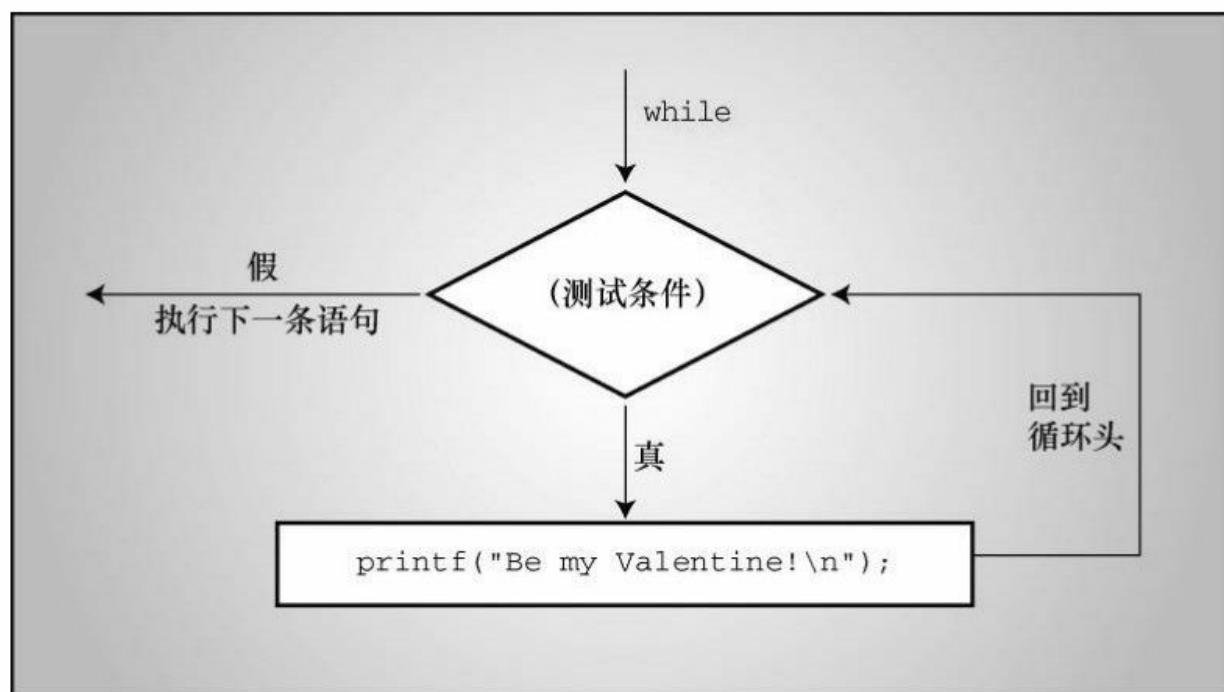 while
(测试条件)
假
执行下一条语句
真
回到
循环头
printf("Be my Valentine!\n");